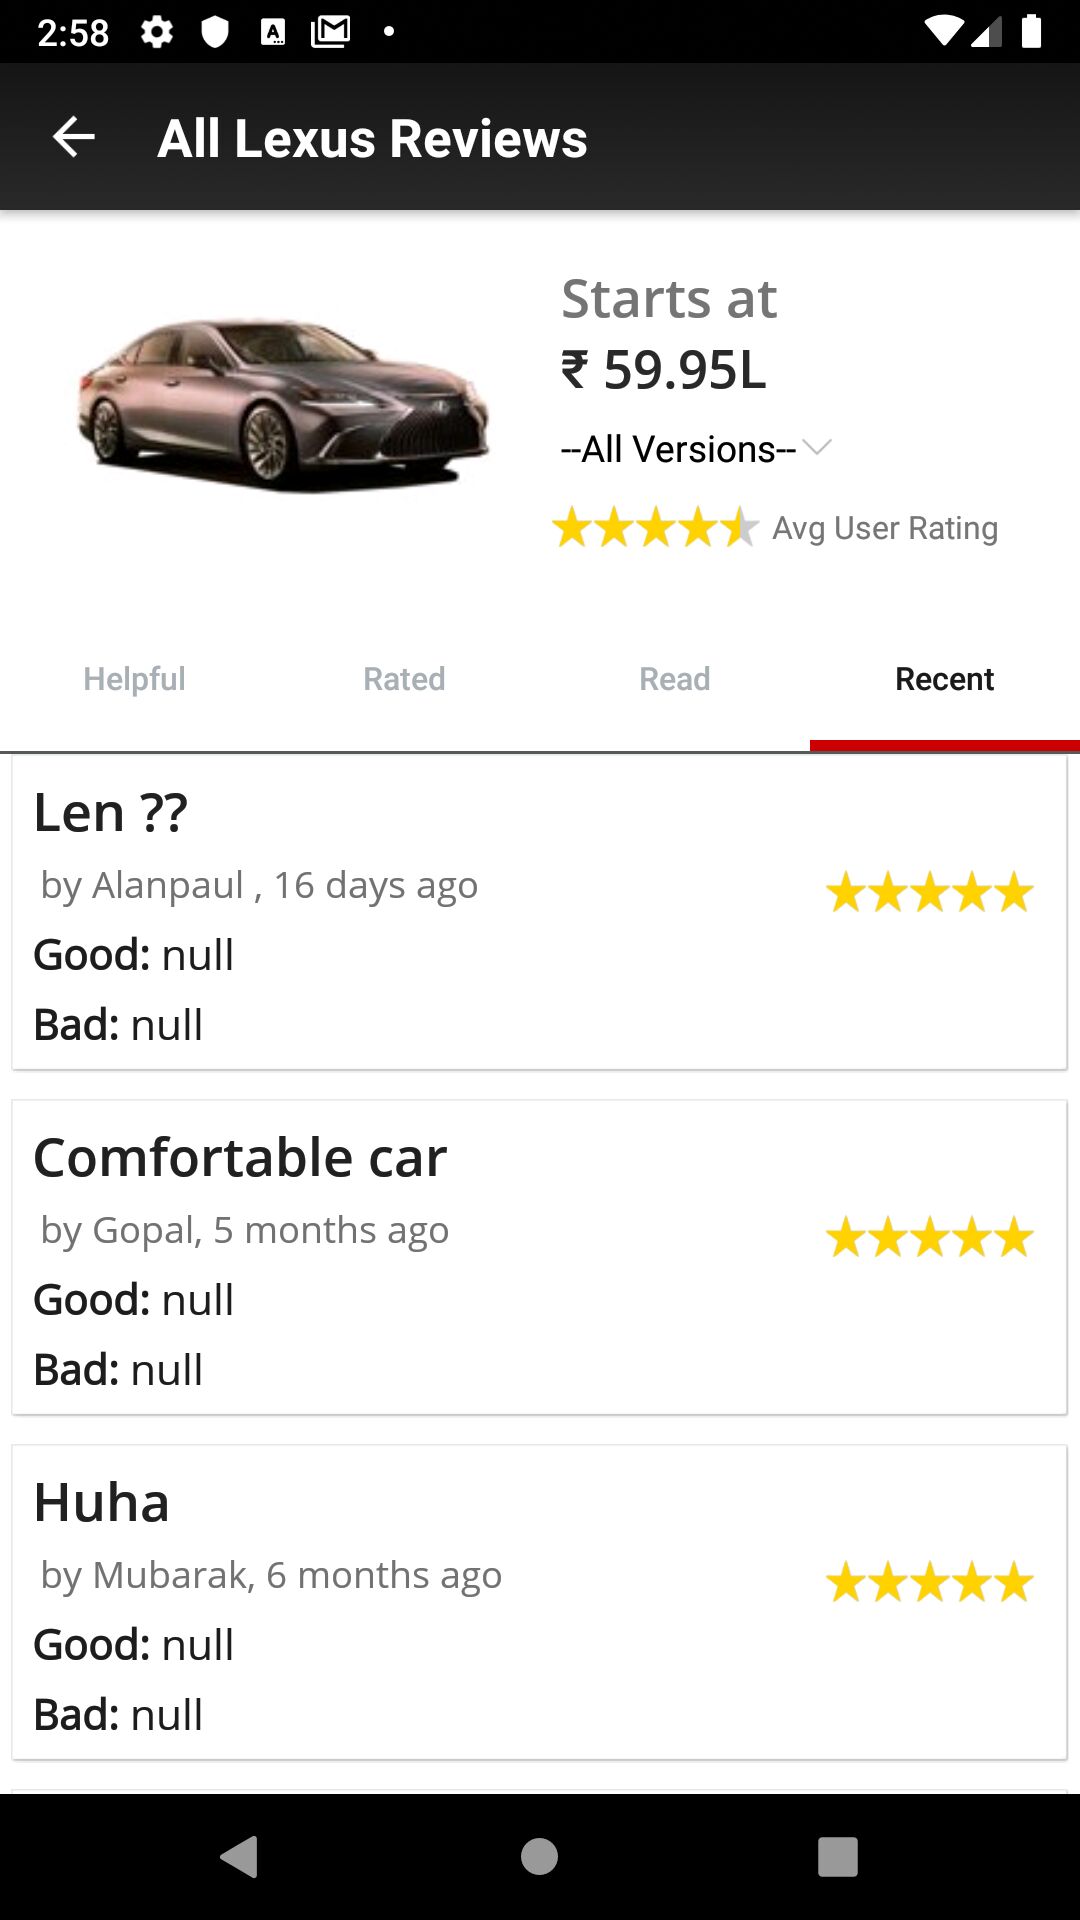 2:58
All Lexus Reviews
Starts at
₹ 59.95L
--All Versions--
Avg User Rating
Helpful Rated Read Recent
Len ??
by Alanpaul , 16 days ago
Good: null
Bad: null
Comfortable car
by Gopal, 5 months ago
Good: null
Bad: null
Huha
by Mubarak, 6 months ago
Good: null
Bad: null